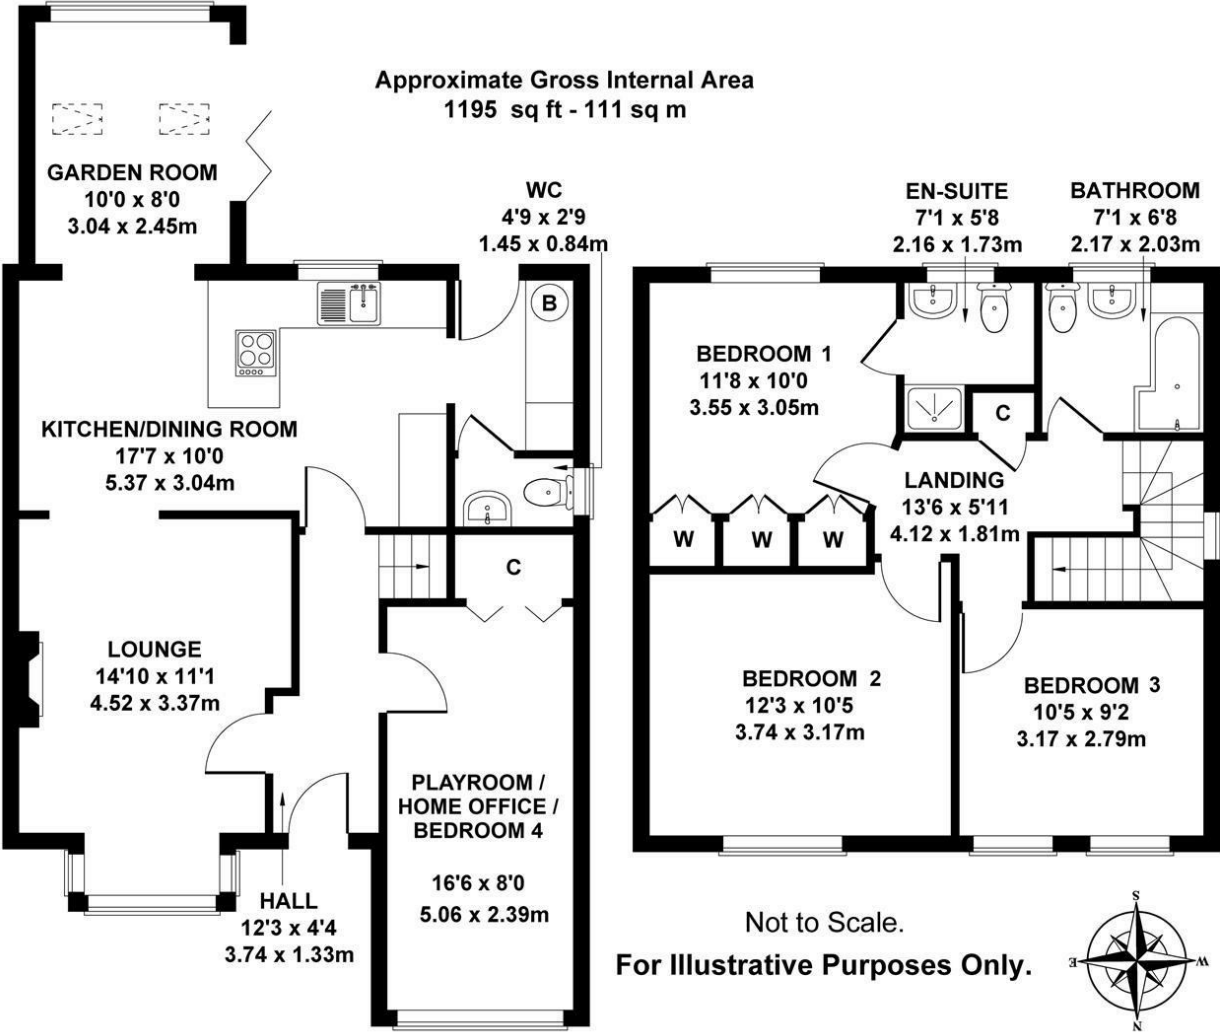 Approximate Gross Internal Area
1195 sq ft - 111 sq m
GARDEN ROOM
10'0 x 8'0
3.04 x 2.45m
WC
4'9 x 2'9
1.45 x 0.84m
B
KITCHEN/DINING ROOM
17'7 x 10'0
5.37 x 3.04m
C
LOUNGE
14'10 x 11'1
4.52 x 3.37m
PLAYROOM /
HOME OFFICE /
BEDROOM 4
16'6 x 8'0
5.06 x 2.39m
HALL
12'3 x 4'4
3.74 x 1.33m
EN-SUITE
7'1 x 5'8
2.16 x 1.73m
BATHROOM
7'1 x 6'8
2.17 x 2.03m
BEDROOM 1
11'8 x 10'0
3.55 x 3.05m
C
LANDING
13'6 x 5'11
4.12 x 1.81m
W
W
W
BEDROOM 2
12'3 x 10'5
3.74 x 3.17m
BEDROOM 3
10'5 x 9'2
3.17 x 2.79m
Not to Scale.
For Illustrative Purposes Only.
S
E
W
N